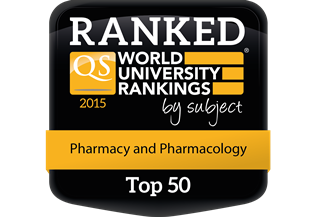 RANKED
QS WORLD
UNIVERSITY
RANKINGS
2015 by subject
Pharmacy and Pharmacology
Top 50